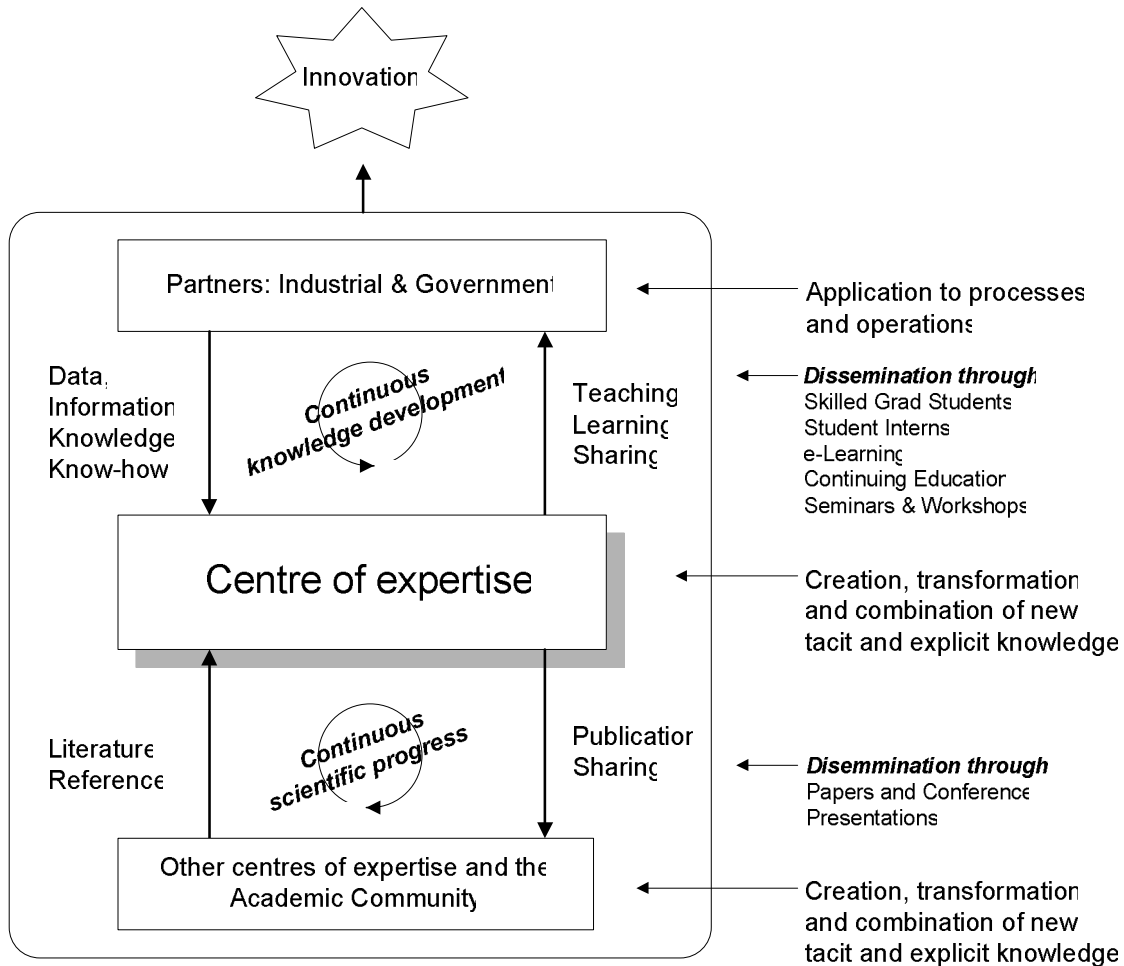 Innovation
Partners: Industrial & Government
Application to processes
and operations
Data,
Information
Knowledge
Know-how
Continuous
knowledge development
Teaching
Learning
Sharing
Dissemination through
Skilled Grad Students
Student Interns
e-Learning
Continuing Education
Seminars & Workshops
Centre of expertise
Creation, transformation
and combination of new
tacit and explicit knowledge
Literature
Reference
Continuous
scientific progress
Publication
Sharing
Disemmination through
Papers and Conference
Presentations
Other centres of expertise and the
Academic Community
Creation, transformation
and combination of new
tacit and explicit knowledge